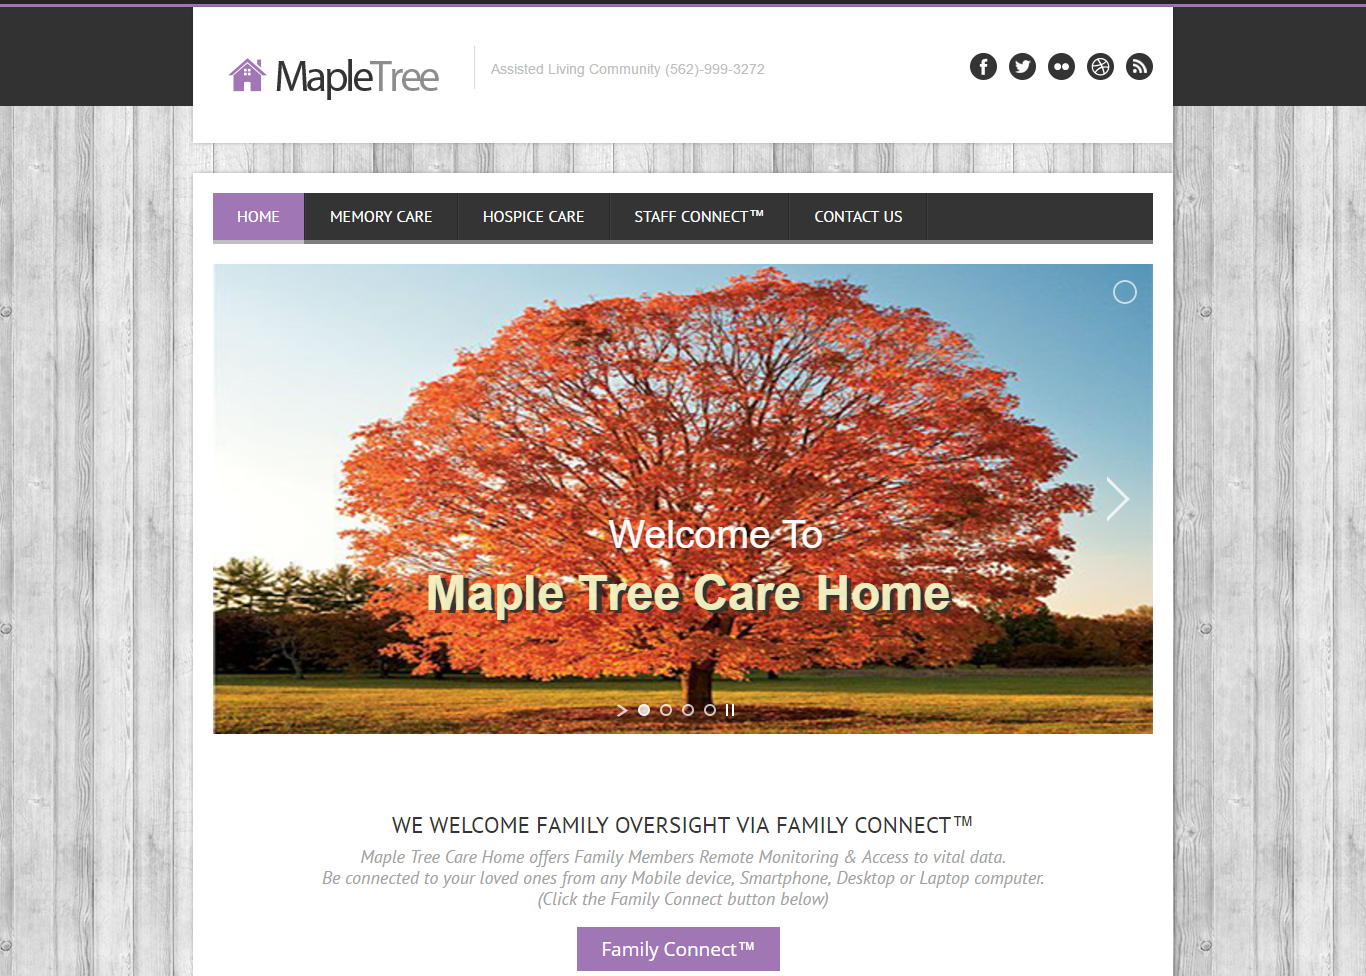 MapleTree
Assisted Living Community (562)-999-3272
HOME
MEMORY CARE
HOSPICE CARE
STAFF CONNECT™
CONTACT US
Welcome To
Maple Tree Care Home
WE WELCOME FAMILY OVERSIGHT VIA FAMILY CONNECT™
Maple Tree Care Home offers Family Members Remote Monitoring & Access to vital data.
Be connected to your loved ones from any Mobile device, Smartphone, Desktop or Laptop computer.
(Click the Family Connect button below)
Family Connect™